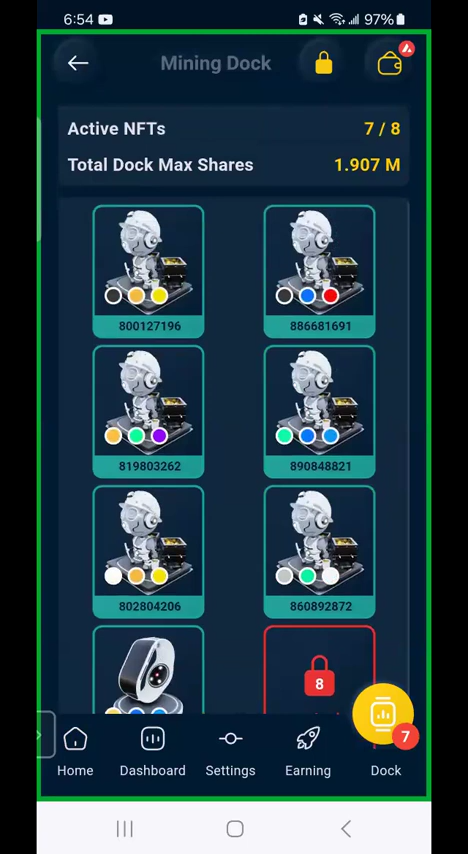 6:54 97%
Mining Dock
Active NFTs 7 / 8
Total Dock Max Shares 1.907 M
800127196 886681691
819803262 890848821
802804206 860892872
8
7
Home Dashboard Settings Earning Dock